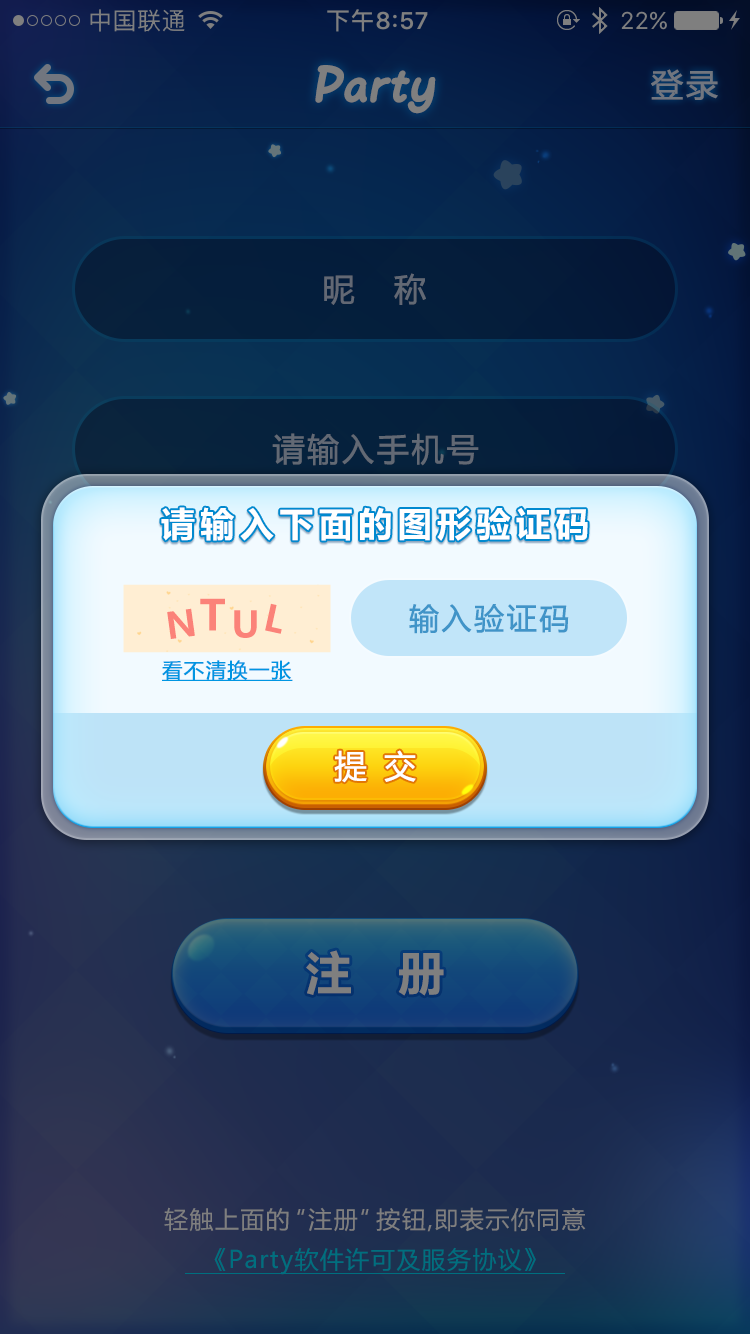 中国联通 下午8:57 22%
Party 登录
昵 称
请输入手机号
请输入下面的图形验证码
NTUL 输入验证码
看不清换一张
提 交
注 册
轻触上面的“注册”按钮,即表示你同意
《Party软件许可及服务协议》